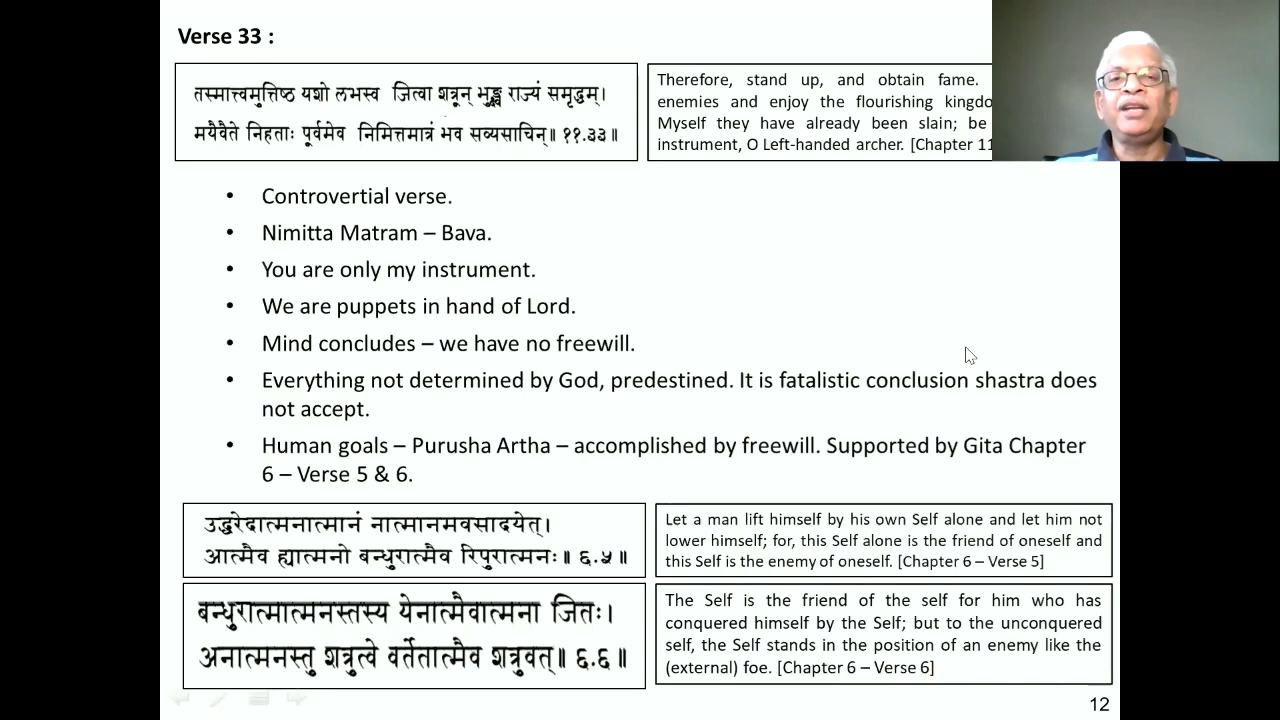 Verse 33 :
तस्मात्त्वमुत्तिष्ठ यशो लभस्व जित्वा शत्रून् भुङ्क्ष्व राज्यं समृद्धम्।
मयैवैते निहताः पूर्वमेव निमित्तमात्रं भव सव्यसाचिन्॥ ११.३३॥
Therefore, stand up, and obtain fame.
enemies and enjoy the flourishing
Myself they have already been slain; be
instrument, O Left-handed archer. [Chapter 11
• Controvertial verse.
• Nimitta Matram – Bava.
• You are only my instrument.
• We are puppets in hand of Lord.
• Mind concludes – we have no freewill.
• Everything not determined by God, predestined. It is fatalistic conclusion shastra does
not accept.
• Human goals – Purusha Artha – accomplished by freewill. Supported by Gita Chapter
6 – Verse 5 & 6.
उद्धरेदात्मनात्मानं नात्मानमवसादयेत्।
आत्मैव ह्यात्मनो बन्धुरात्मैव रिपुरात्मनः॥ ६.५॥
Let a man lift himself by his own Self alone and let him not
lower himself; for, this Self alone is the friend of oneself and
this Self is the enemy of oneself. [Chapter 6 – Verse 5]
बन्धुरात्मात्मनस्तस्य येनात्मैवात्मना जितः।
अनात्मनस्तु शत्रुत्वे वर्तेतात्मैव शत्रुवत्॥ ६.६॥
The Self is the friend of the self for him who has
conquered himself by the Self; but to the unconquered
self, the Self stands in the position of an enemy like the
(external) foe. [Chapter 6 – Verse 6]
12